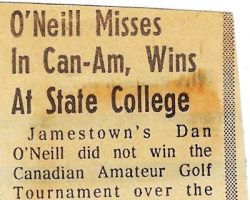 O'Neill Misses
In Can-Am, Wins
At State College
Jamestown's Dan
O'Neill did not win the
Canadian Amateur Golf
Tournament over the